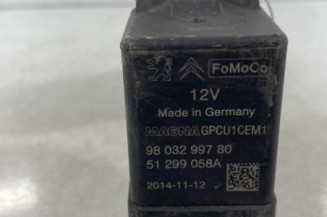 FoMoCo
12V
Made in Germany
MAGNA GPCU1CEM1
98 032 997 80
51 299 058A
2014-11-12